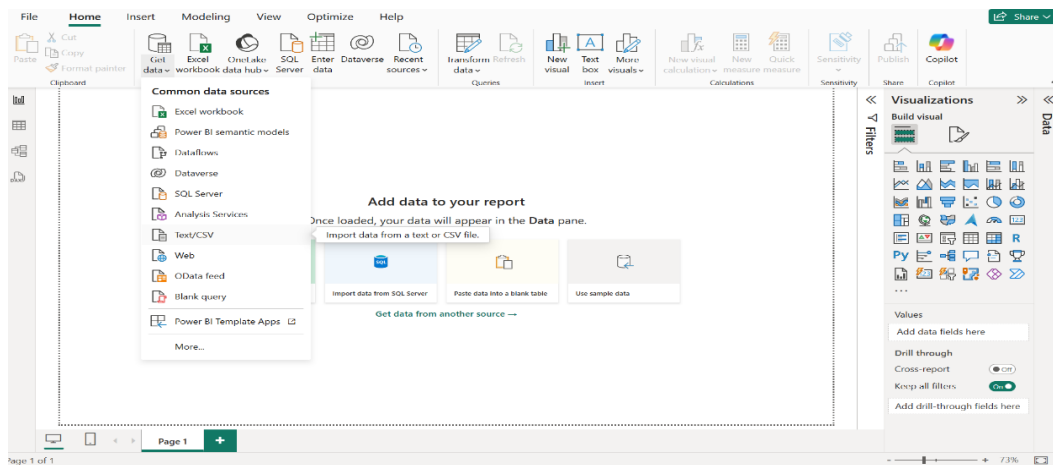 File Home Insert Modeling View Optimize Help
Share
Paste
Cut
Copy
Format painter
Clipboard
Get data
Excel workbook
OneLake data hub
SQL Server
Enter data
Dataverse
Recent sources
Transform data
Refresh
Queries
New visual
Text box
More visuals
Insert
New visual calculation
New measure
Quick measure
Calculations
Sensitivity
Sensitivity
Publish
Share
Copilot
Copilot
Common data sources
Excel workbook
Power BI semantic models
Dataflows
Dataverse
SQL Server
Analysis Services
Text/CSV
Web
OData feed
Blank query
Power BI Template Apps
More...
Import data from a text or CSV file.
Add data to your report
Once loaded, your data will appear in the Data pane.
SQL
Import data from SQL Server
Paste data into a blank table
Use sample data
Get data from another source →
Filters
Visualizations
Build visual
123
R
Py
...
Values
Add data fields here
Drill through
Cross-report
Off
Keep all filters
On
Add drill-through fields here
Data
Page 1
Page 1 of 1
73%